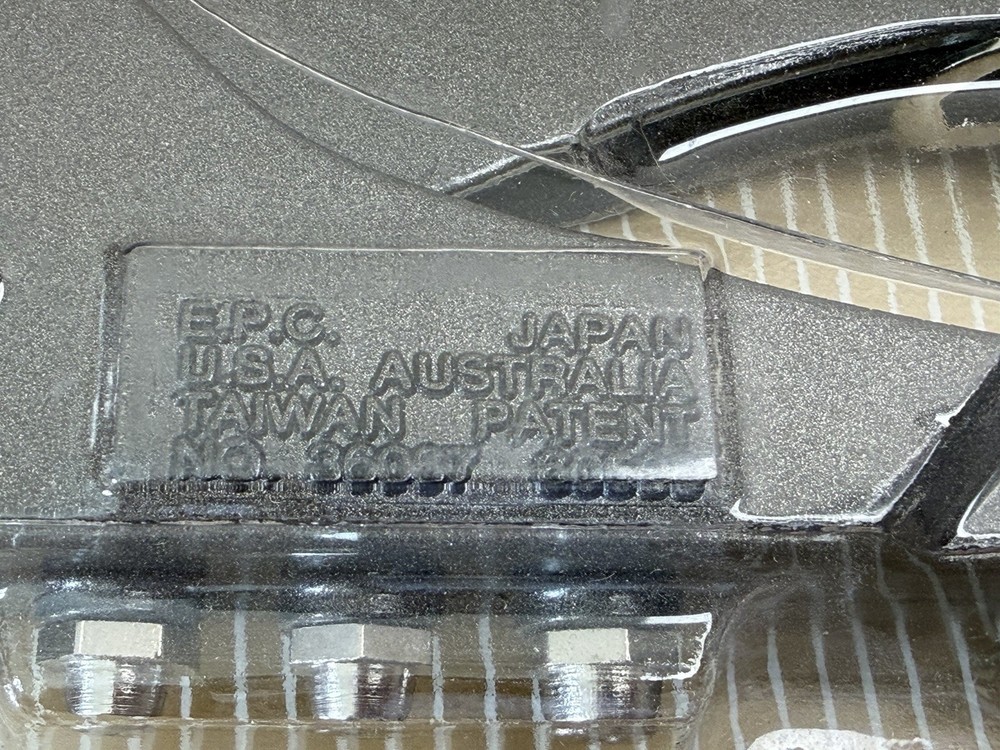 E.P.C. JAPAN
U.S.A. AUSTRALIA
TAIWAN PATENT
NO.